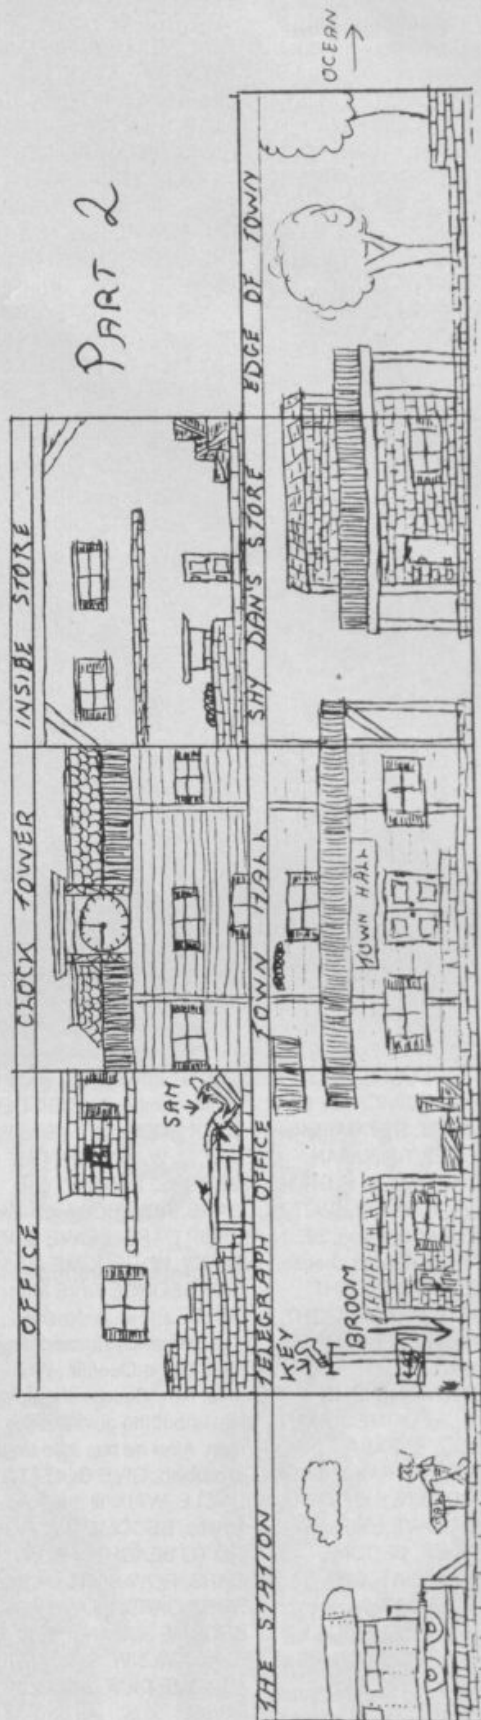 PART 2
OCEAN
OFFICE
CLOCK TOWER
INSIDE STORE
SAM
THE STATION
TELEGRAPH OFFICE
TOWN HALL
SHY DAN'S STORE
EDGE OF TOWN
KEY
BROOM
TOWN HALL